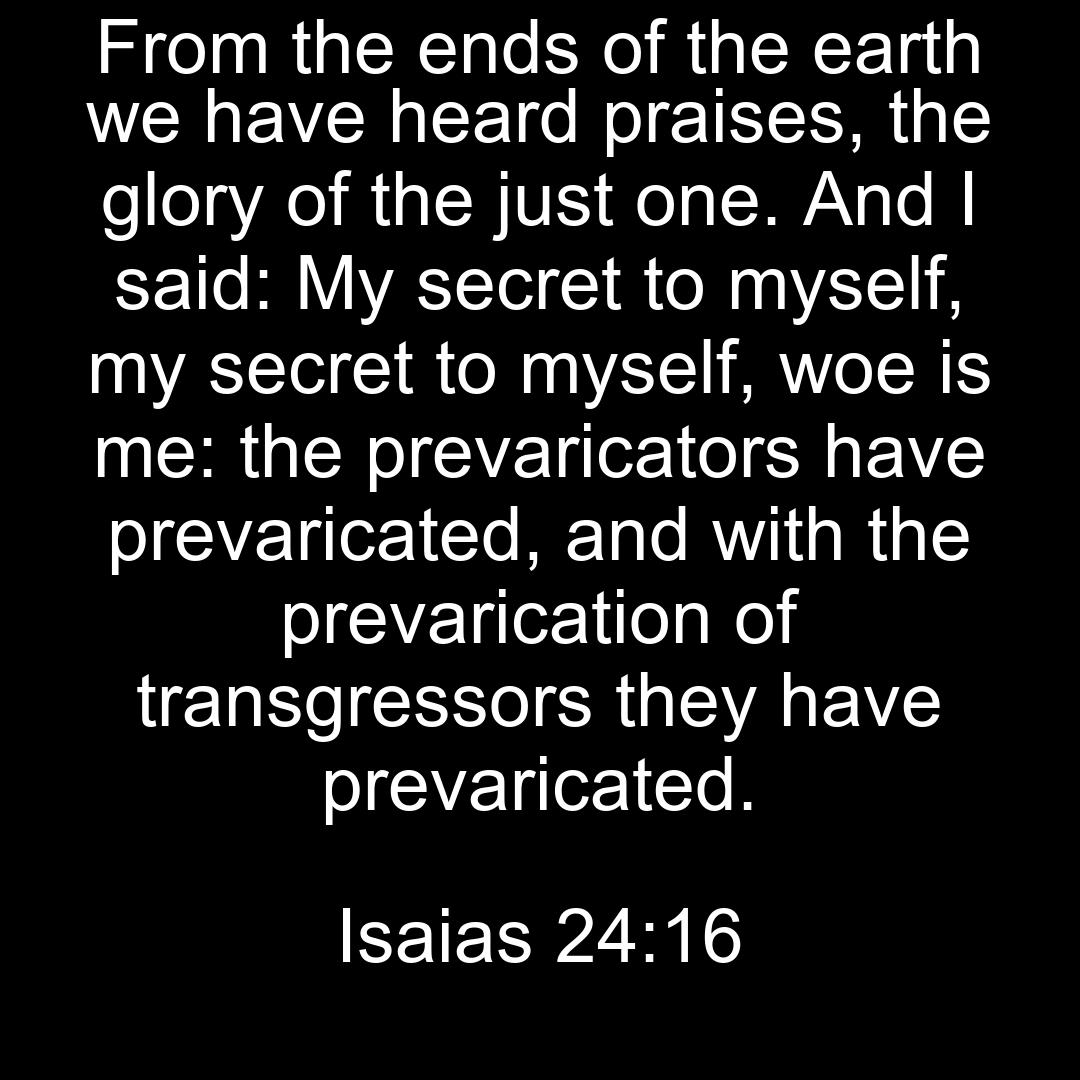 From the ends of the earth
we have heard praises, the
glory of the just one. And I
said: My secret to myself,
my secret to myself, woe is
me: the prevaricators have
prevaricated, and with the
prevarication of
transgressors they have
prevaricated.
Isaias 24:16